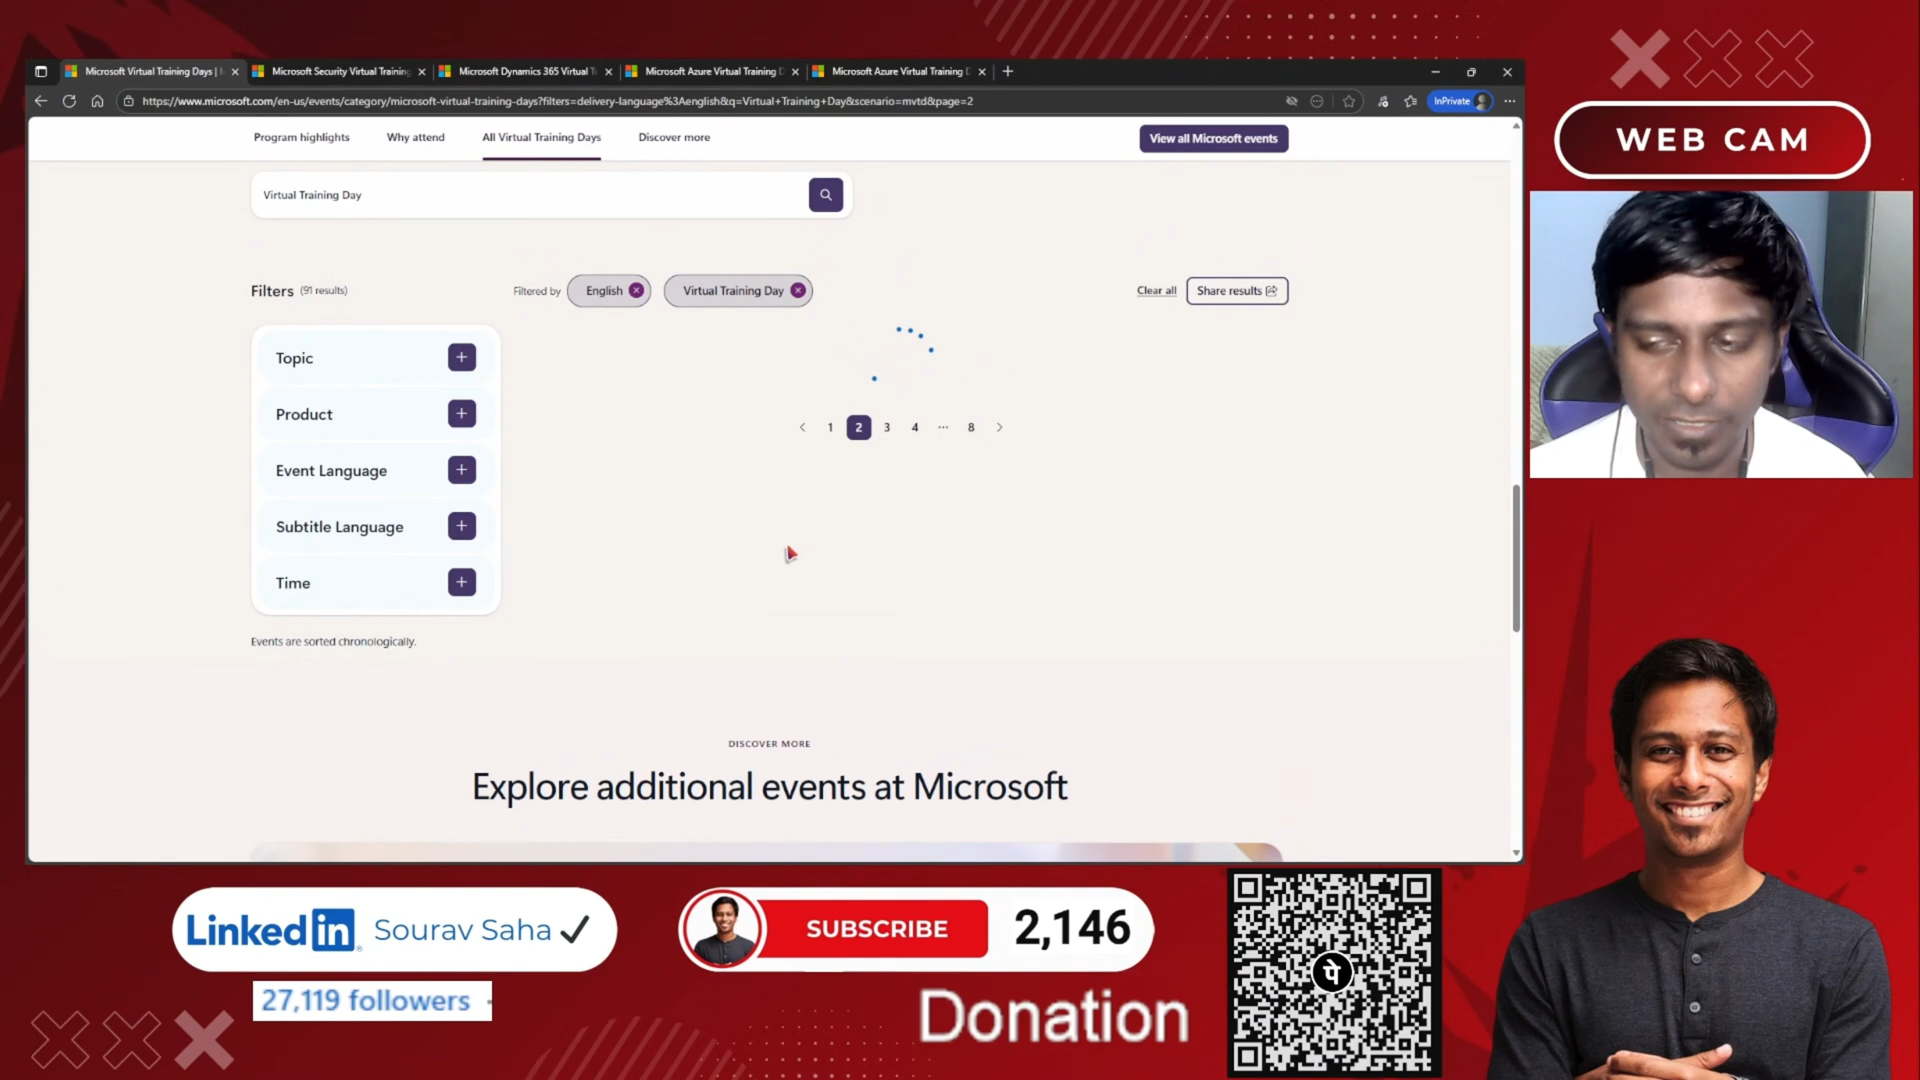 Microsoft Virtual Training Days |
Microsoft Security Virtual Training
Microsoft Dynamics 365 Virtual T
Microsoft Azure Virtual Training D
Microsoft Azure Virtual Training D
https://www.microsoft.com/en-us/events/category/microsoft-virtual-training-days?filters=delivery-language%3Aenglish&q=Virtual+Training+Day&scenario=mvtd&page=2
InPrivate
Program highlights
Why attend
All Virtual Training Days
Discover more
View all Microsoft events
WEB CAM
Virtual Training Day
Filters (91 results)
Filtered by
English
Virtual Training Day
Clear all
Share results
Topic
Product
Event Language
Subtitle Language
Time
1 2 3 4 ... 8
Events are sorted chronologically.
DISCOVER MORE
Explore additional events at Microsoft
Linked in Sourav Saha
27,119 followers
SUBSCRIBE
2,146
Donation
पे